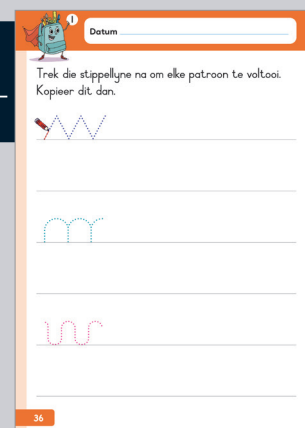 1
Datum
Trek die stippellyne na om elke patroon te voltooi.
Kopieer dit dan.
36